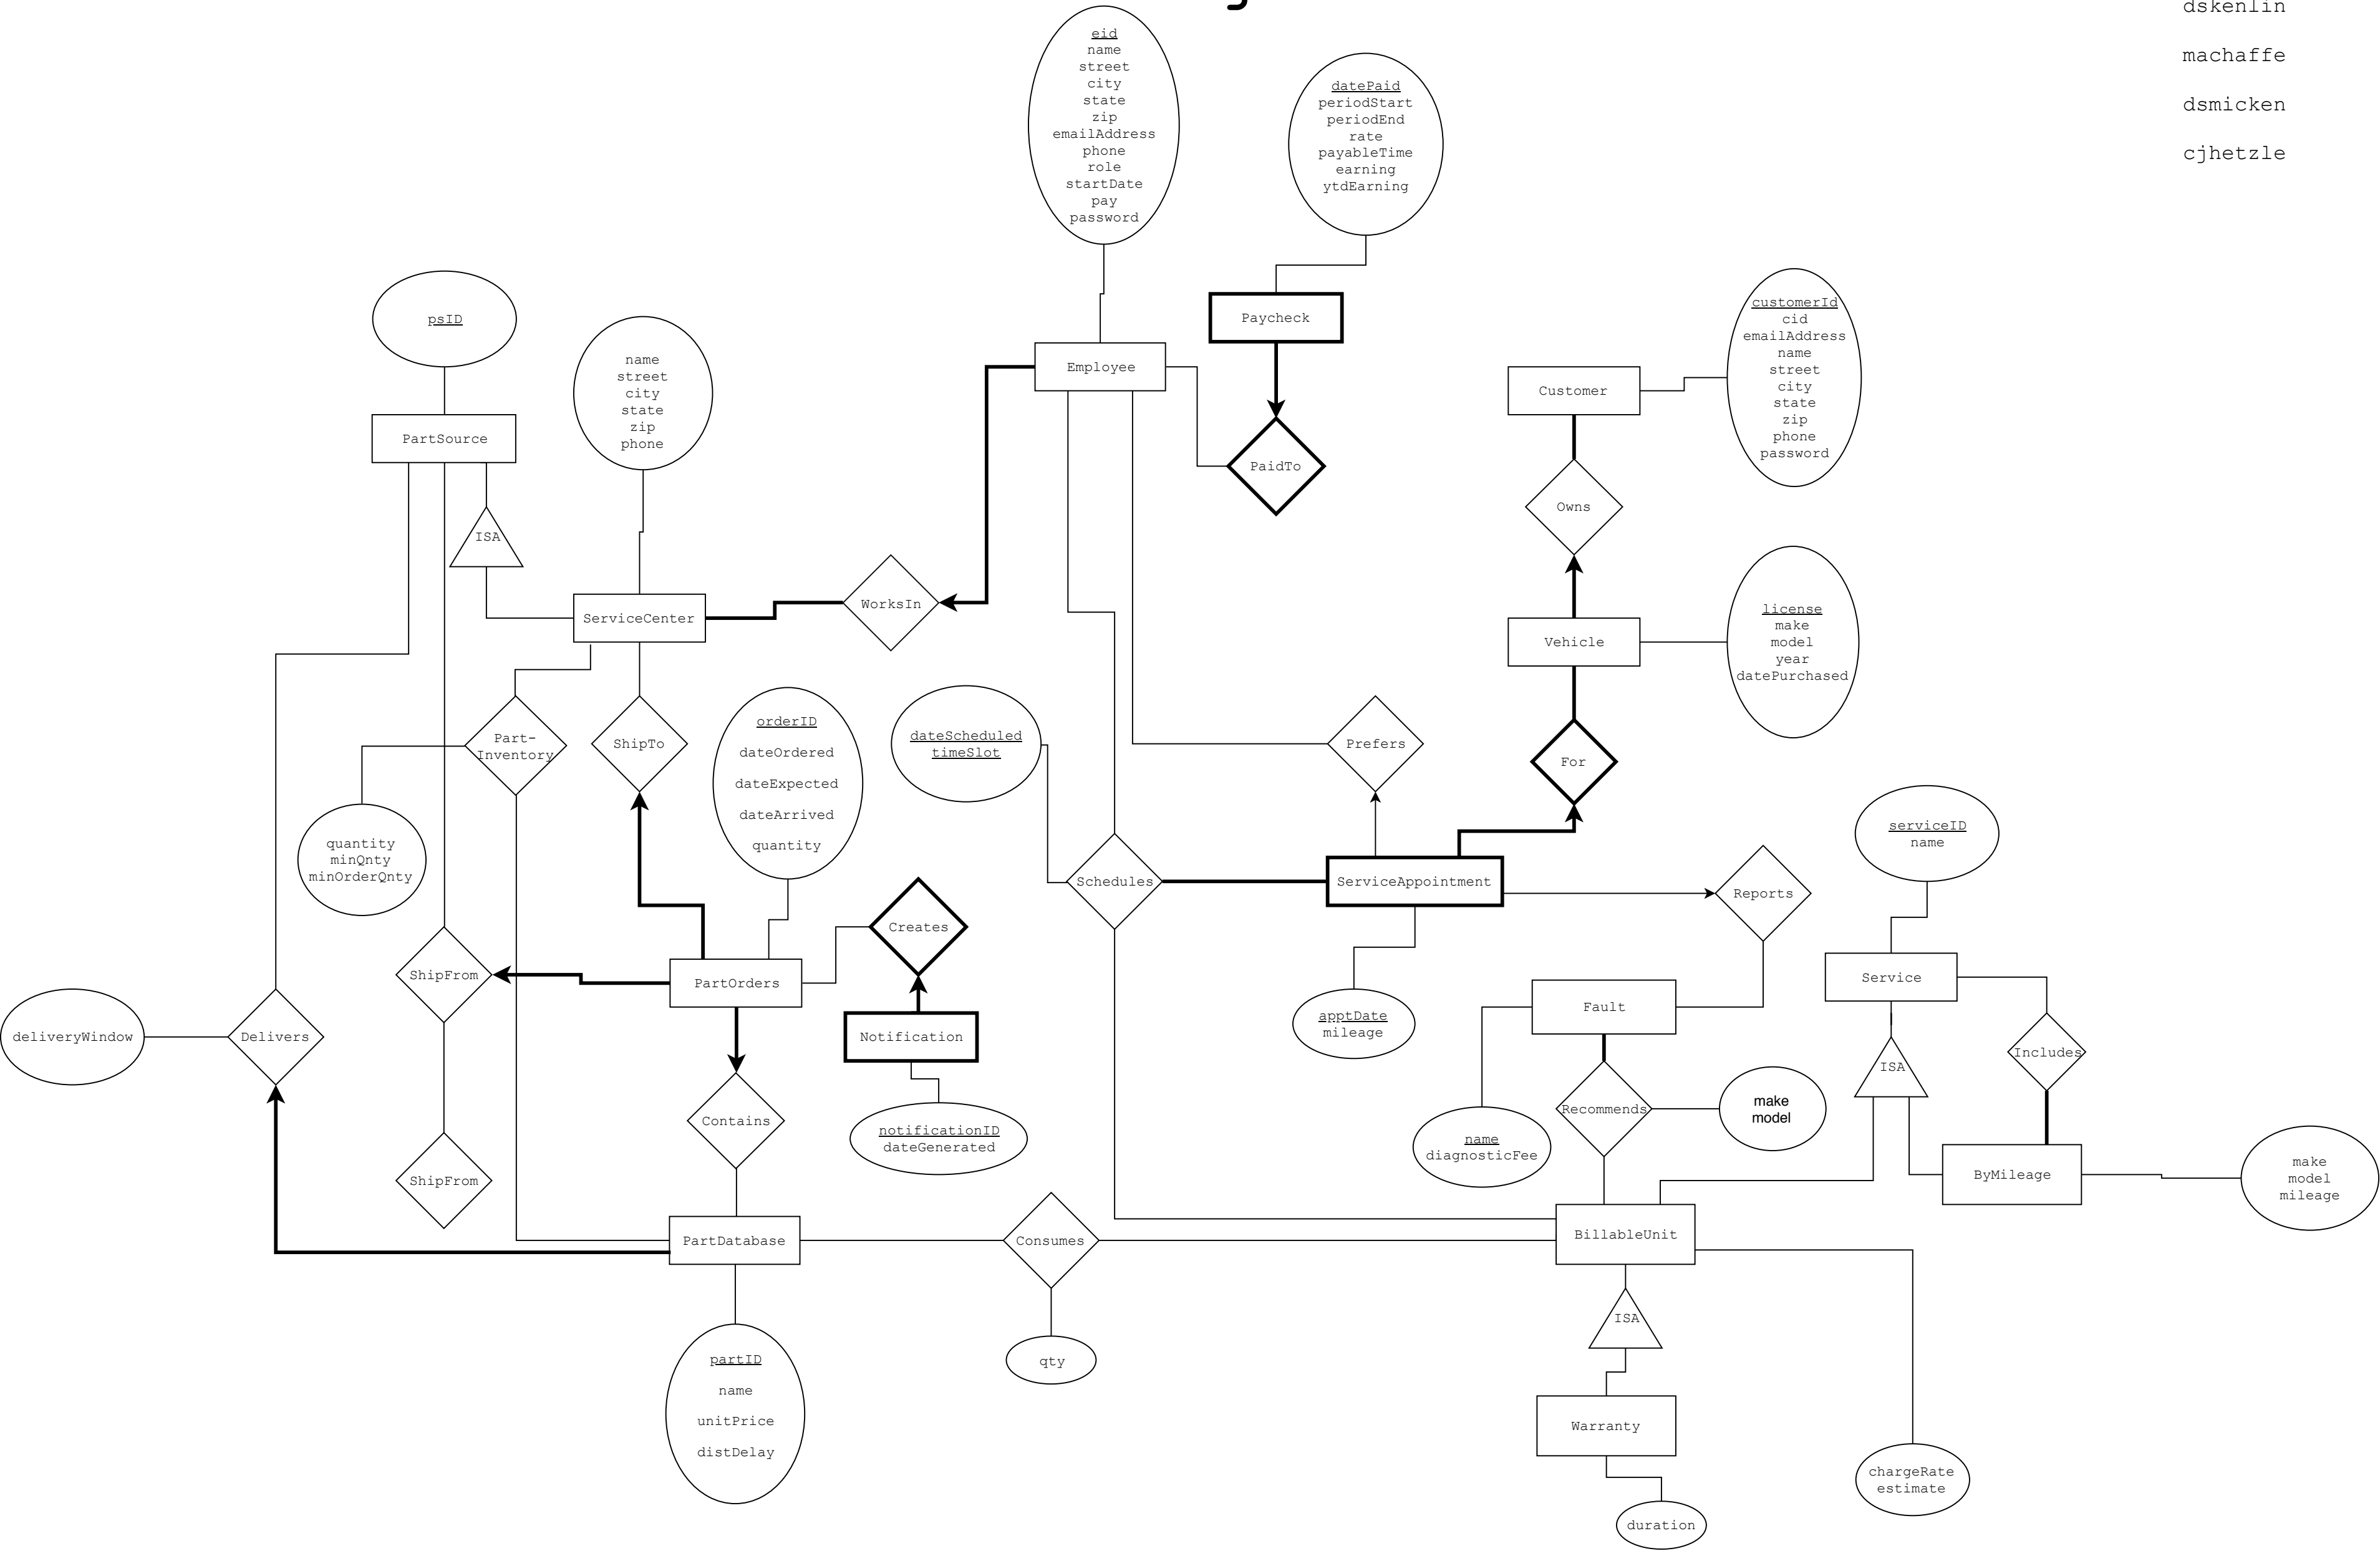 dskenlin
machaffe
dsmicken
cjhetzle
eid
name
street
city
state
zip
emailAddress
phone
role
startDate
pay
password
datePaid
periodStart
periodEnd
rate
payableTime
earning
ytdEarning
psID
name
street
city
state
zip
phone
Paycheck
customerId
cid
emailAddress
name
street
city
state
zip
phone
password
Employee
Customer
PartSource
PaidTo
Owns
ISA
WorksIn
ServiceCenter
Vehicle
license
make
model
year
datePurchased
Part-
Inventory
ShipTo
orderID
dateOrdered
dateExpected
dateArrived
quantity
dateScheduled
timeSlot
Prefers
For
quantity
minQnty
minOrderQnty
serviceID
name
Schedules
ServiceAppointment
Reports
Creates
ShipFrom
PartOrders
Service
deliveryWindow
Delivers
Notification
apptDate
mileage
Fault
ISA
Includes
Contains
notificationID
dateGenerated
name
diagnosticFee
Recommends
make
model
ShipFrom
ByMileage
make
model
mileage
PartDatabase
Consumes
BillableUnit
ISA
partID
name
unitPrice
distDelay
qty
Warranty
chargeRate
estimate
duration